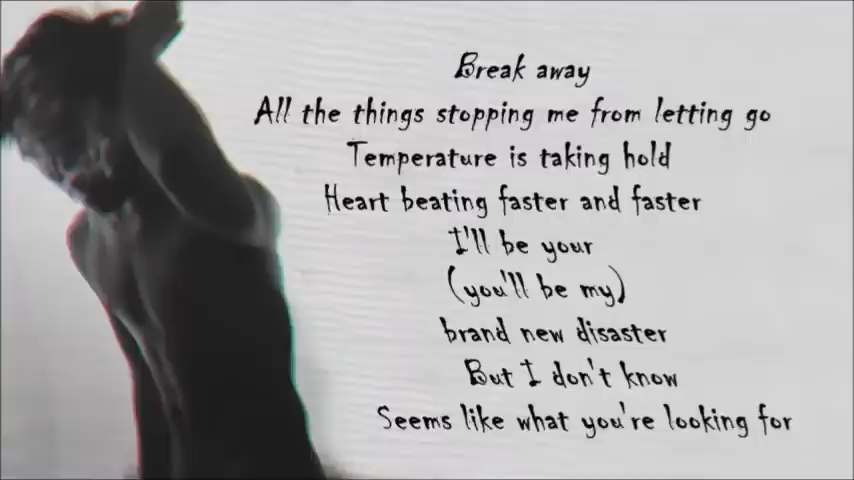 Break away
All the things stopping me from letting go
Temperature is taking hold
Heart beating faster and faster
I'll be your
(you'll be my)
brand new disaster
But I don't know
Seems like what you're looking for